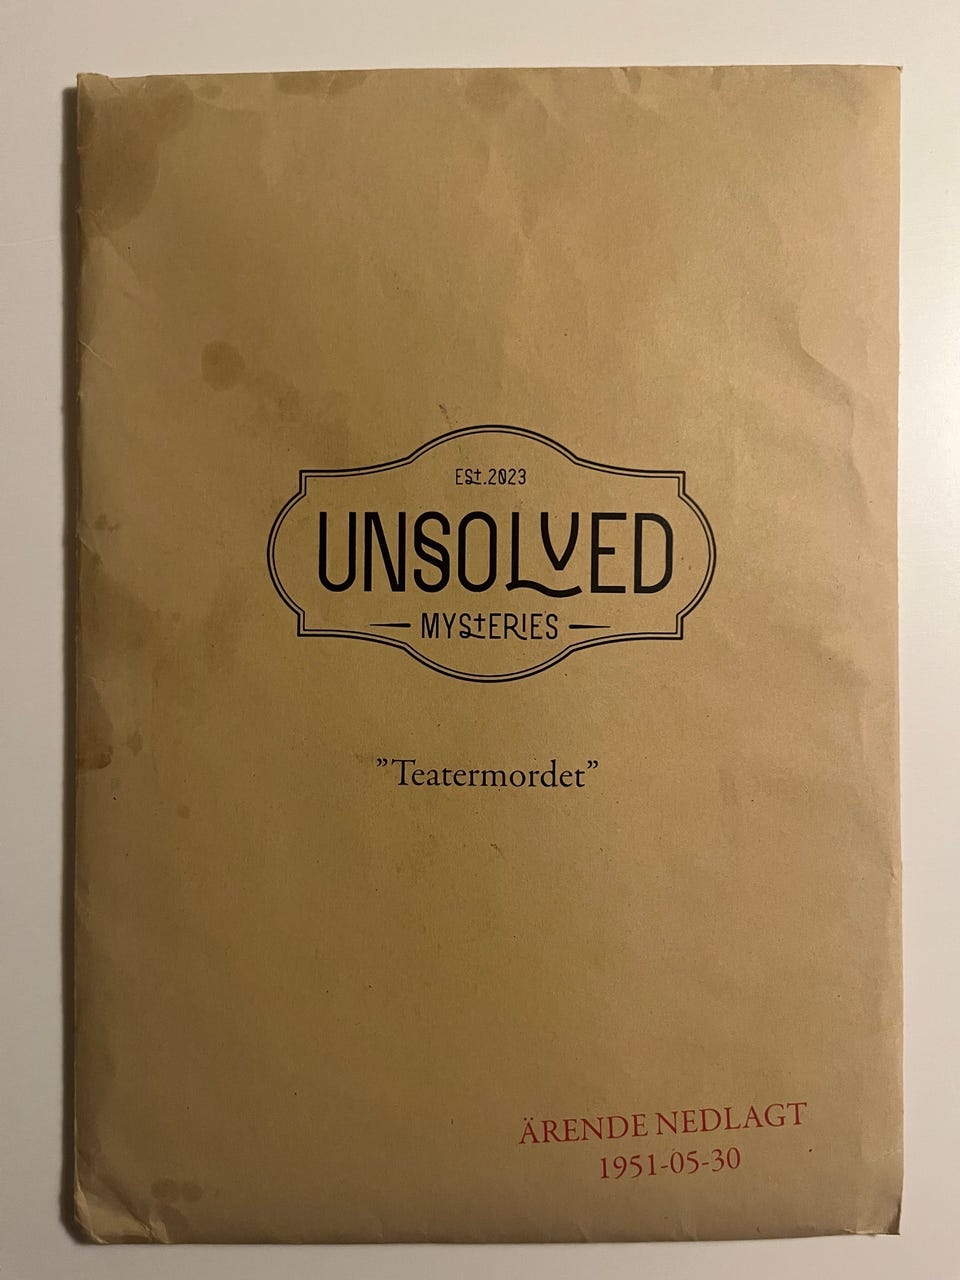 EST.2023
UNSOLVED
MYSTERIES
”Teatermordet”
ÄRENDE NEDLAGT
1951-05-30